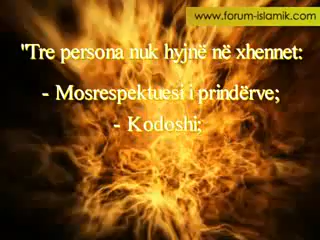 www.forum-islamik.com
"Tre persona nuk hyjnë në xhennet:
- Mosrespektuesi i prindërve;
- Kodoshi;